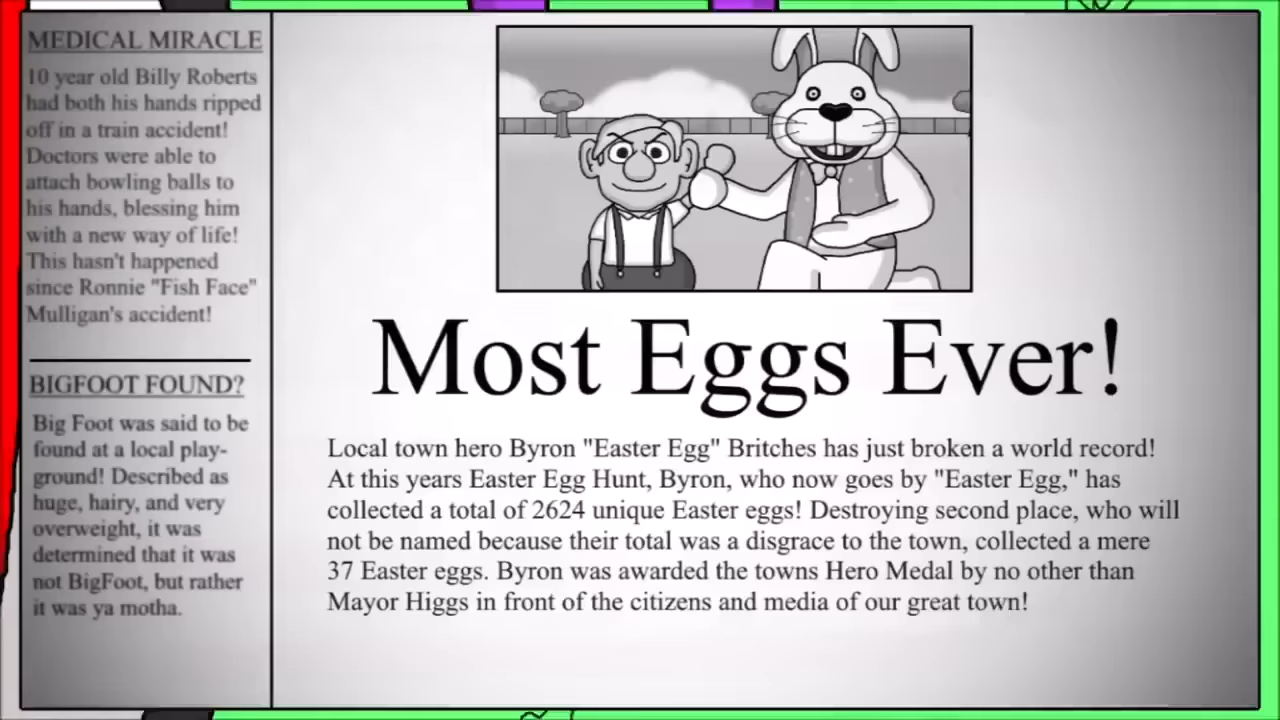 MEDICAL MIRACLE
10 year old Billy Roberts
had both his hands ripped
off in a train accident!
Doctors were able to
attach bowling balls to
his hands, blessing him
with a new way of life!
This hasn't happened
since Ronnie "Fish Face"
Mulligan's accident!
BIGFOOT FOUND?
Big Foot was said to be
found at a local play-
ground! Described as
huge, hairy, and very
overweight, it was
determined that it was
not BigFoot, but rather
it was ya motha.
Most Eggs Ever!
Local town hero Byron "Easter Egg" Britches has just broken a world record!
At this years Easter Egg Hunt, Byron, who now goes by "Easter Egg," has
collected a total of 2624 unique Easter eggs! Destroying second place, who will
not be named because their total was a disgrace to the town, collected a mere
37 Easter eggs. Byron was awarded the towns Hero Medal by no other than
Mayor Higgs in front of the citizens and media of our great town!